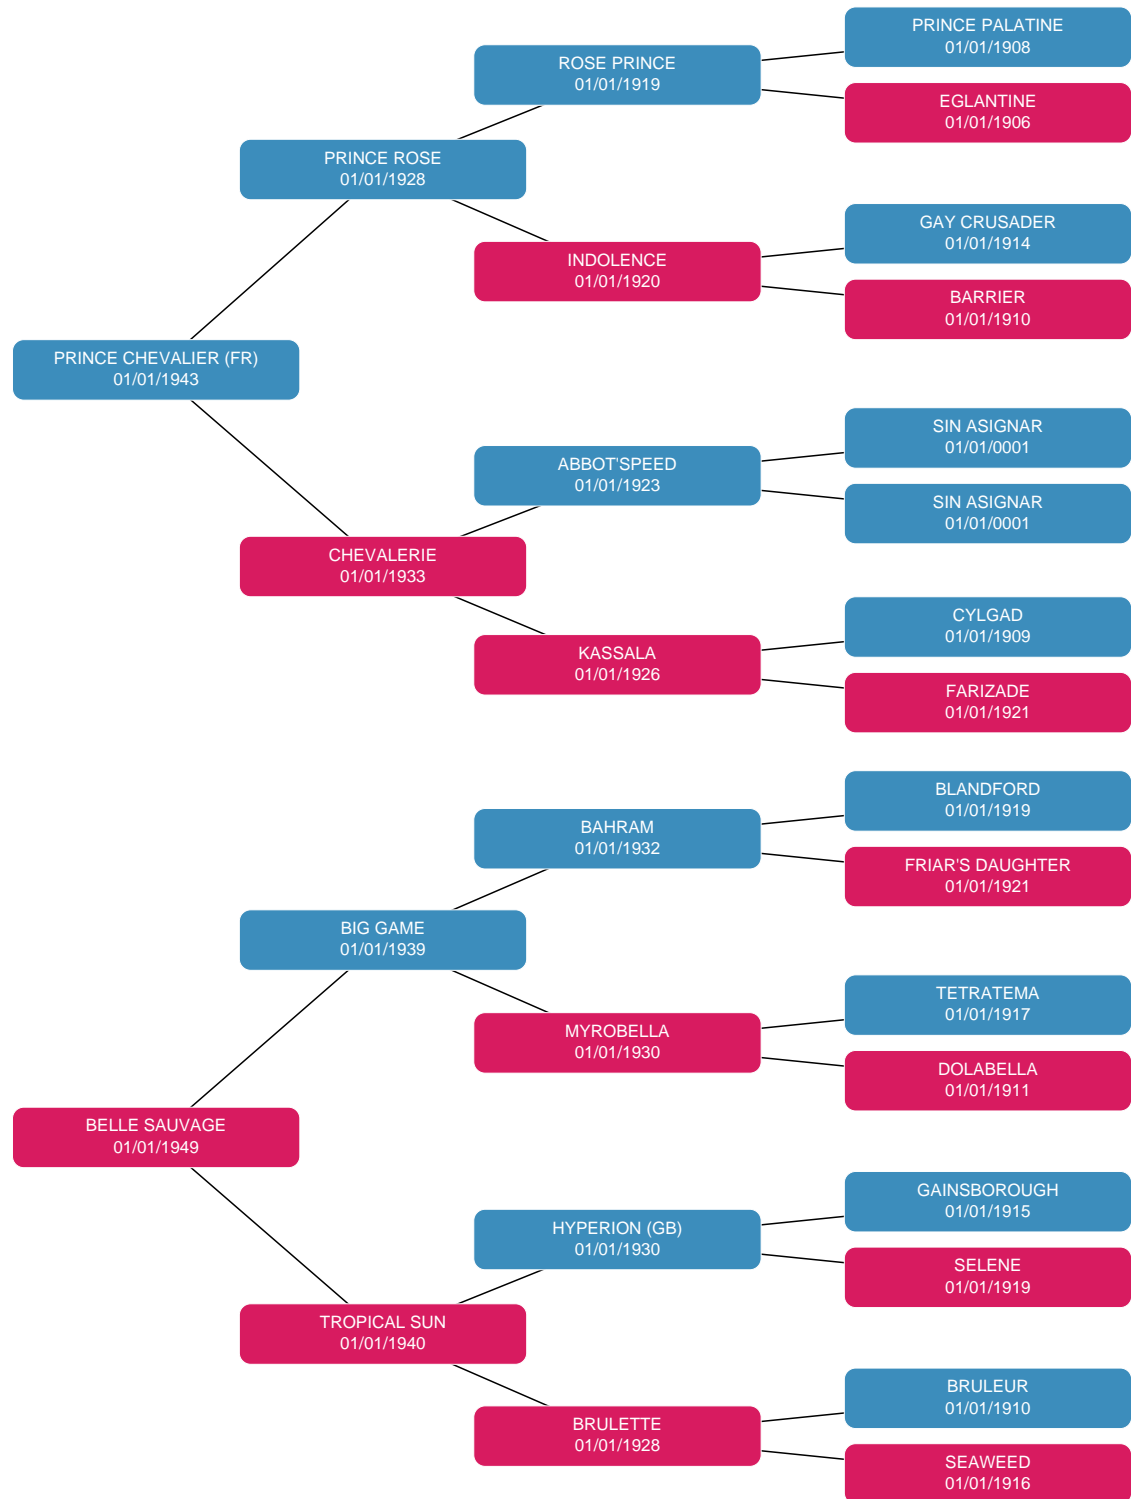 PRINCE PALATINE
01/01/1908
ROSE PRINCE
01/01/1919
EGLANTINE
01/01/1906
PRINCE ROSE
01/01/1928
GAY CRUSADER
01/01/1914
INDOLENCE
01/01/1920
BARRIER
01/01/1910
PRINCE CHEVALIER (FR)
01/01/1943
SIN ASIGNAR
01/01/0001
ABBOT'SPEED
01/01/1923
SIN ASIGNAR
01/01/0001
CHEVALERIE
01/01/1933
CYLGAD
01/01/1909
KASSALA
01/01/1926
FARIZADE
01/01/1921
BLANDFORD
01/01/1919
BAHRAM
01/01/1932
FRIAR'S DAUGHTER
01/01/1921
BIG GAME
01/01/1939
TETRATEMA
01/01/1917
MYROBELLA
01/01/1930
DOLABELLA
01/01/1911
BELLE SAUVAGE
01/01/1949
GAINSBOROUGH
01/01/1915
HYPERION (GB)
01/01/1930
SELENE
01/01/1919
TROPICAL SUN
01/01/1940
BRULEUR
01/01/1910
BRULETTE
01/01/1928
SEAWEED
01/01/1916